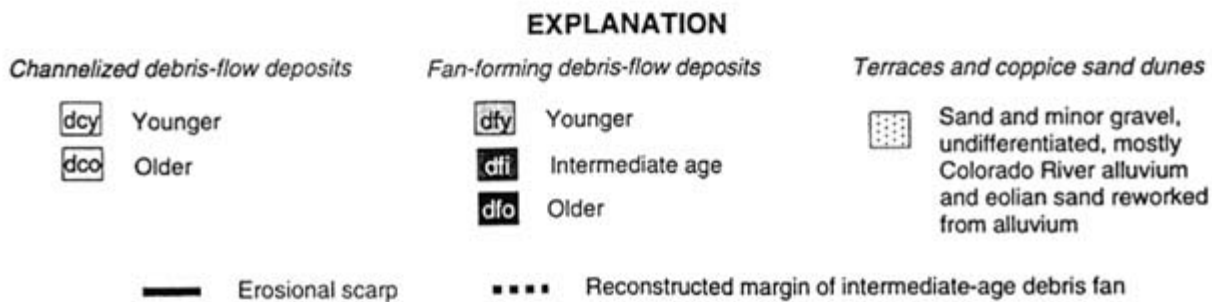 EXPLANATION
Channelized debris-flow deposits
dcy Younger
dco Older
Fan-forming debris-flow deposits
dfy Younger
dfi Intermediate age
dfo Older
Terraces and coppice sand dunes
Sand and minor gravel,
undifferentiated, mostly
Colorado River alluvium
and eolian sand reworked
from alluvium
Erosional scarp
Reconstructed margin of intermediate-age debris fan